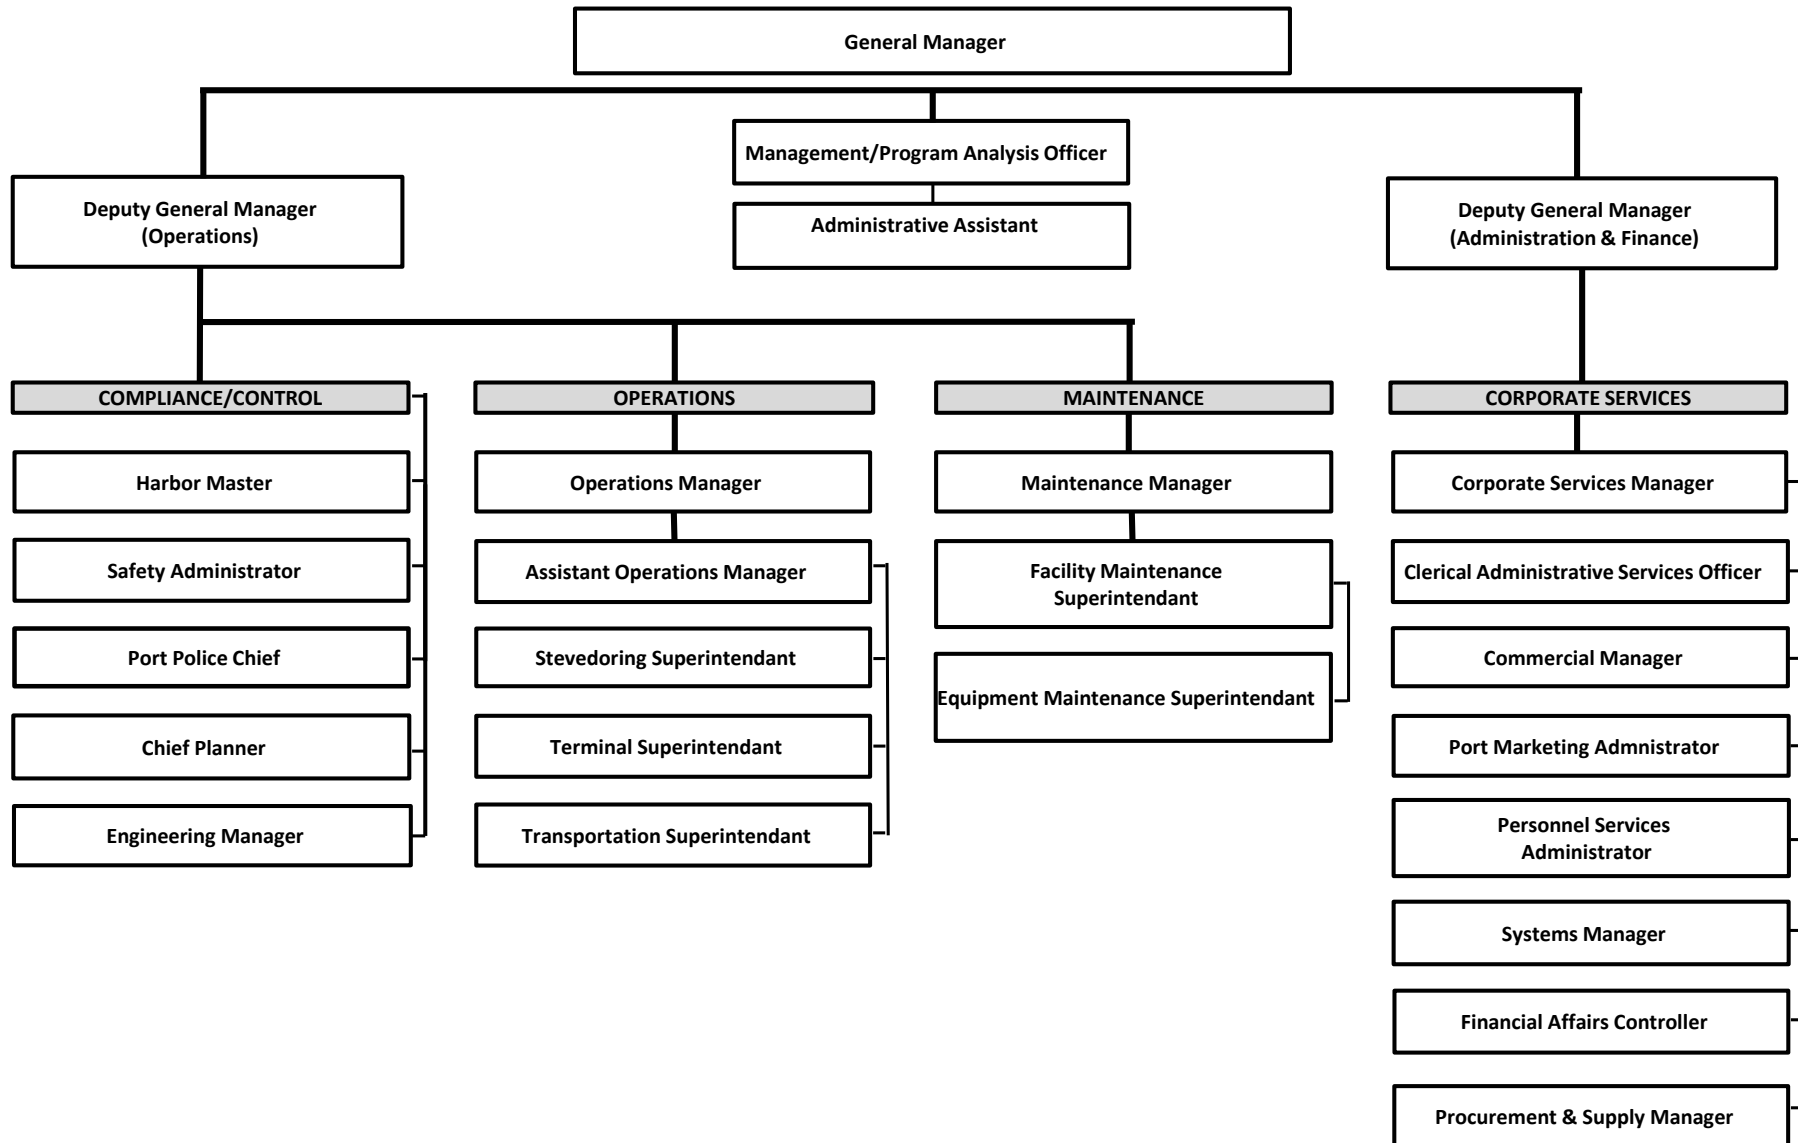 General Manager
Management/Program Analysis Officer
Deputy General Manager
(Operations)
Administrative Assistant
Deputy General Manager
(Administration & Finance)
COMPLIANCE/CONTROL
OPERATIONS
MAINTENANCE
CORPORATE SERVICES
Harbor Master
Operations Manager
Maintenance Manager
Corporate Services Manager
Safety Administrator
Assistant Operations Manager
Facility Maintenance
Superintendant
Clerical Administrative Services Officer
Port Police Chief
Stevedoring Superintendant
Equipment Maintenance Superintendant
Commercial Manager
Chief Planner
Terminal Superintendant
Port Marketing Admnistrator
Engineering Manager
Transportation Superintendant
Personnel Services
Administrator
Systems Manager
Financial Affairs Controller
Procurement & Supply Manager